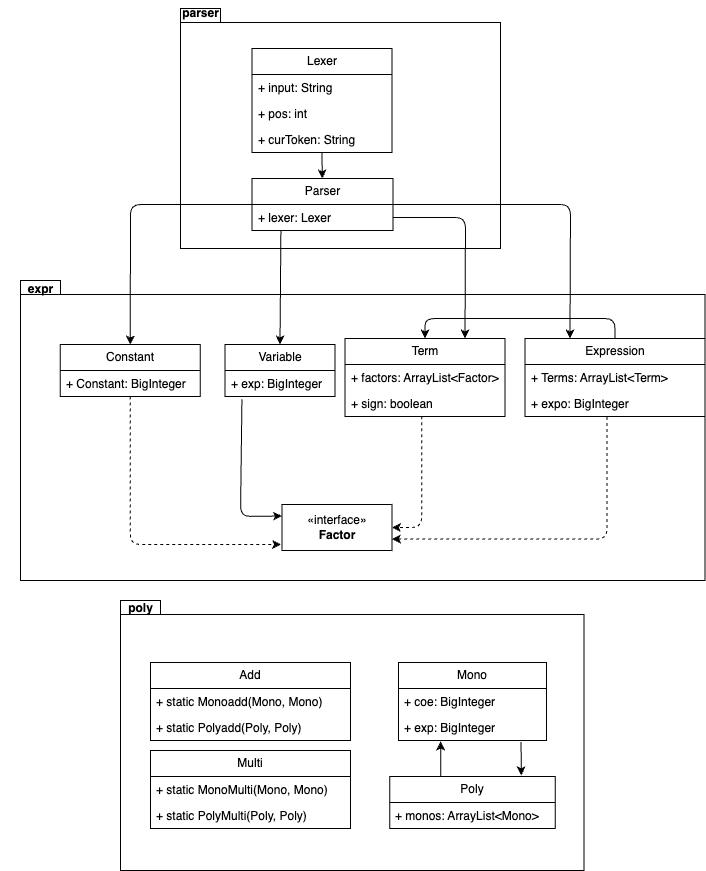 parser
Lexer
+ input: String
+ pos: int
+ curToken: String
Parser
+ lexer: Lexer
expr
Constant
+ Constant: BigInteger
Variable
+ exp: BigInteger
Term
+ factors: ArrayList<Factor>
+ sign: boolean
Expression
+ Terms: ArrayList<Term>
+ expo: BigInteger
«interface»
Factor
poly
Add
+ static Monoadd(Mono, Mono)
+ static Polyadd(Poly, Poly)
Multi
+ static MonoMulti(Mono, Mono)
+ static PolyMulti(Poly, Poly)
Mono
+ coe: BigInteger
+ exp: BigInteger
Poly
+ monos: ArrayList<Mono>